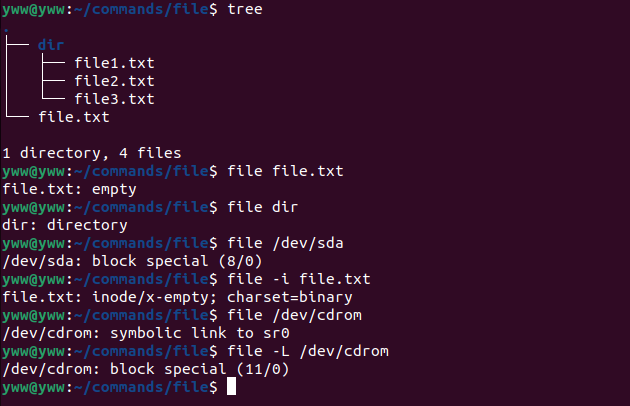 yww@yww:~/commands/file$ tree
.
├── dir
│   ├── file1.txt
│   ├── file2.txt
│   └── file3.txt
└── file.txt

1 directory, 4 files
yww@yww:~/commands/file$ file file.txt
file.txt: empty
yww@yww:~/commands/file$ file dir
dir: directory
yww@yww:~/commands/file$ file /dev/sda
/dev/sda: block special (8/0)
yww@yww:~/commands/file$ file -i file.txt
file.txt: inode/x-empty; charset=binary
yww@yww:~/commands/file$ file /dev/cdrom
/dev/cdrom: symbolic link to sr0
yww@yww:~/commands/file$ file -L /dev/cdrom
/dev/cdrom: block special (11/0)
yww@yww:~/commands/file$